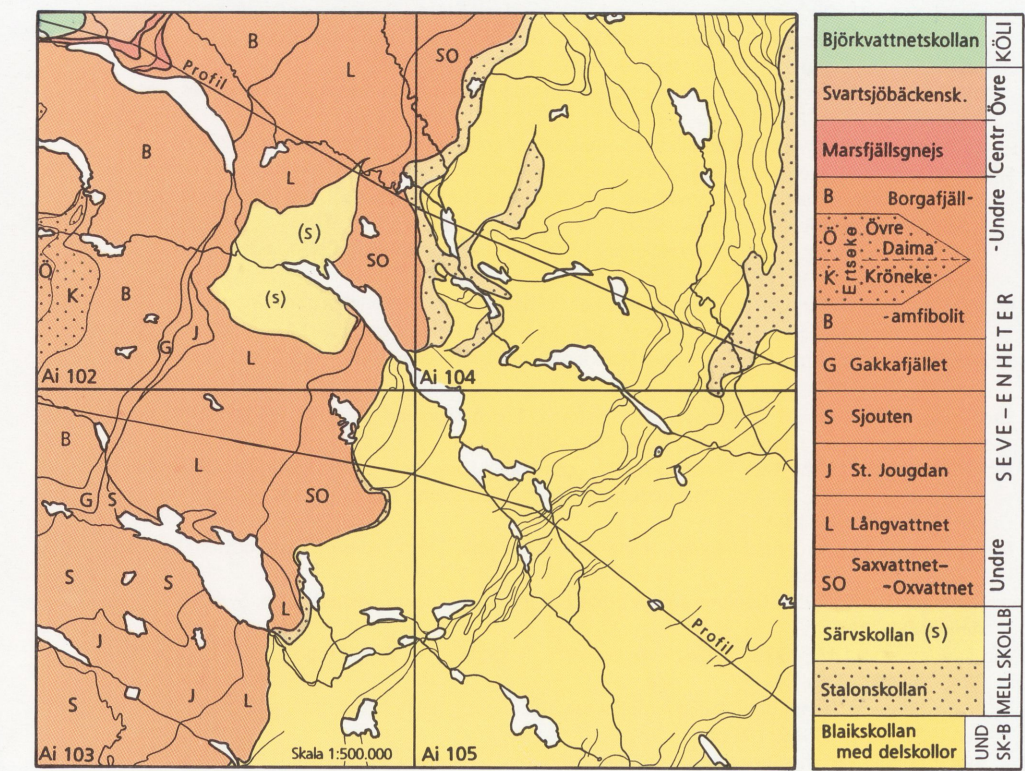 B
L
SO
Profil
B
L
(s)
SO
(s)
Ö
K
B
J
G
L
Ai 102
Ai 104
B
L
SO
G
S
S
S
L
J
J
S
L
Profil
Ai 103
Skala 1:500.000
Ai 105
Björkvattnetskollan
KÖLI
Svartsjöbäckensk.
Övre
Marsfjällsgnejs
Centr
B Borgafjäll-
Ö Övre
Daima
K Kröneke
Ertseke
B -amfibolit
-Undre
G Gakkafjället
S Sjouten
J St. Jougdan
L Långvattnet
Saxvattnet-
SO -Oxvattnet
Undre
SEVE-ENHETER
Särvskollan (s)
Stalonskollan
MELL SKOLLB
Blaikskollan
med delskollor
UND
SK-B